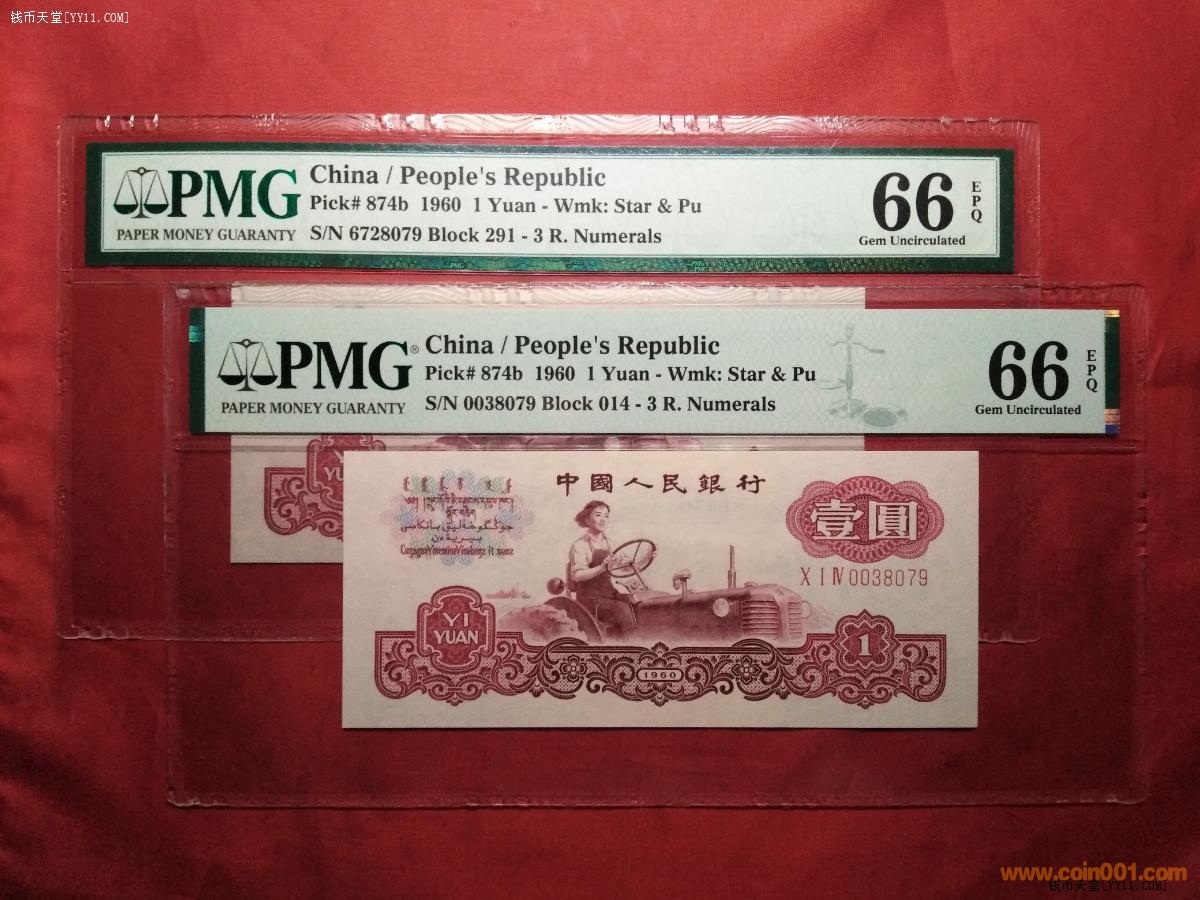 钱币天堂[YY11.COM]
PMG
PAPER MONEY GUARANTY
China / People's Republic
Pick# 874b 1960 1 Yuan - Wmk: Star & Pu
S/N 6728079 Block 291 - 3 R. Numerals
66
EPQ
Gem Uncirculated
PMG®
PAPER MONEY GUARANTY
China / People's Republic
Pick# 874b 1960 1 Yuan - Wmk: Star & Pu
S/N 0038079 Block 014 - 3 R. Numerals
66
EPQ
Gem Uncirculated
YI
YU
中國人民銀行
壹圓
X I IV 0038079
YI
YUAN
1960
1
www.coin001.com
钱币天堂[YY11.COM]